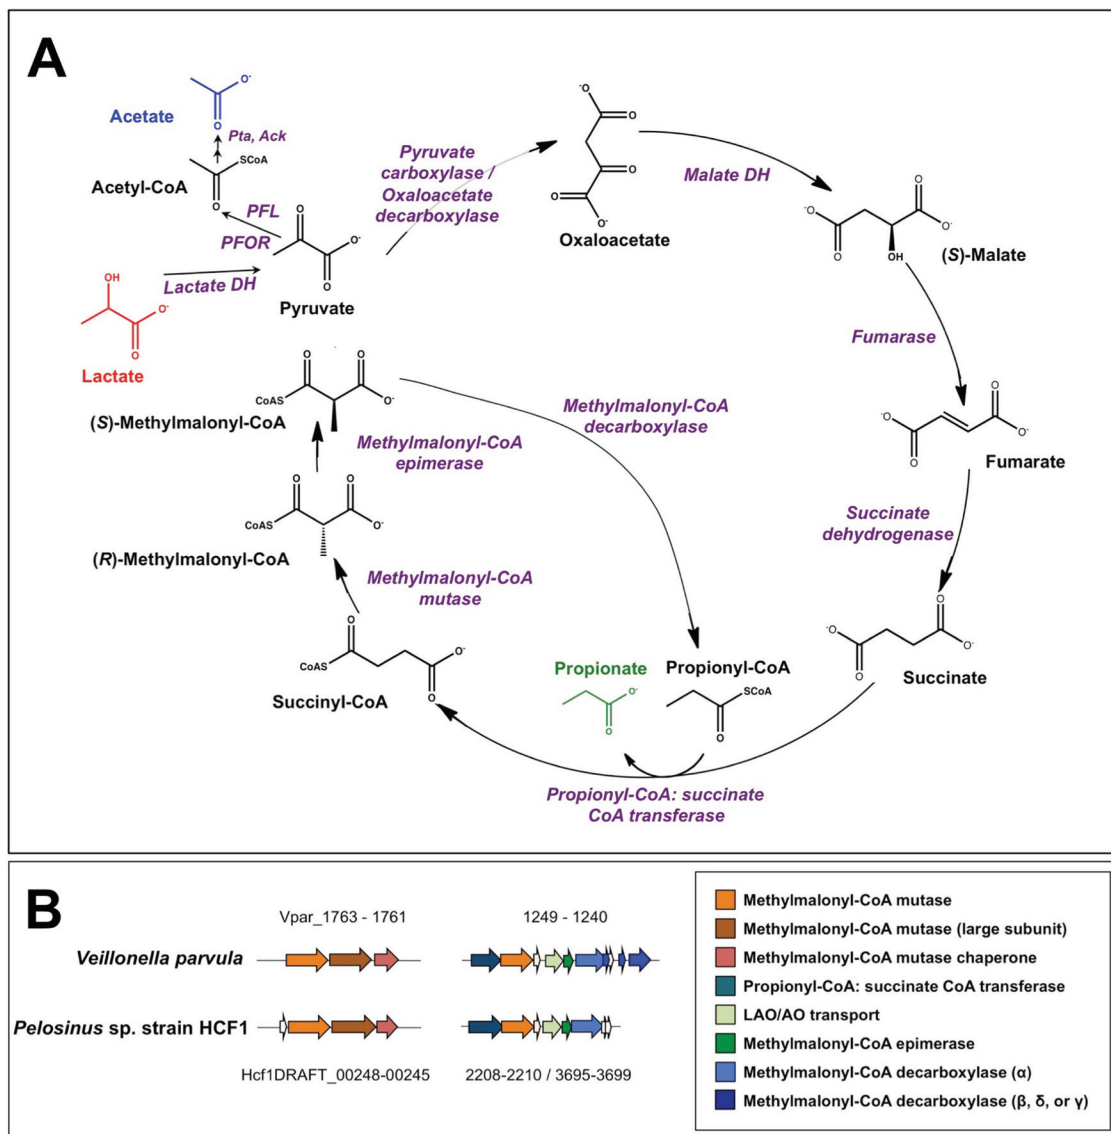 A
Acetate
O-
O
Pta, Ack
SCoA
Acetyl-CoA
O
PFL
PFOR
O
O-
O
Pyruvate
Lactate DH
OH
O-
O
Lactate
Pyruvate
carboxylase /
Oxaloacetate
decarboxylase
-O
O
O
O
O-
Oxaloacetate
Malate DH
O
-O
O-
O
OH
(S)-Malate
Fumarase
O
-O
O-
O
Fumarate
Succinate
dehydrogenase
O
-O
O-
O
Succinate
O
O
CoAS
O-
(S)-Methylmalonyl-CoA
Methylmalonyl-CoA
epimerase
Methylmalonyl-CoA
decarboxylase
O
O
CoAS
O-
(R)-Methylmalonyl-CoA
Methylmalonyl-CoA
mutase
O
CoAS
O-
O
Succinyl-CoA
Propionate
O-
O
Propionyl-CoA
SCoA
O
Propionyl-CoA: succinate
CoA transferase
B
Vpar_1763 - 1761
1249 - 1240
Veillonella parvula
Pelosinus sp. strain HCF1
Hcf1DRAFT_00248-00245
2208-2210 / 3695-3699
Methylmalonyl-CoA mutase
Methylmalonyl-CoA mutase (large subunit)
Methylmalonyl-CoA mutase chaperone
Propionyl-CoA: succinate CoA transferase
LAO/AO transport
Methylmalonyl-CoA epimerase
Methylmalonyl-CoA decarboxylase (α)
Methylmalonyl-CoA decarboxylase (β, δ, or γ)